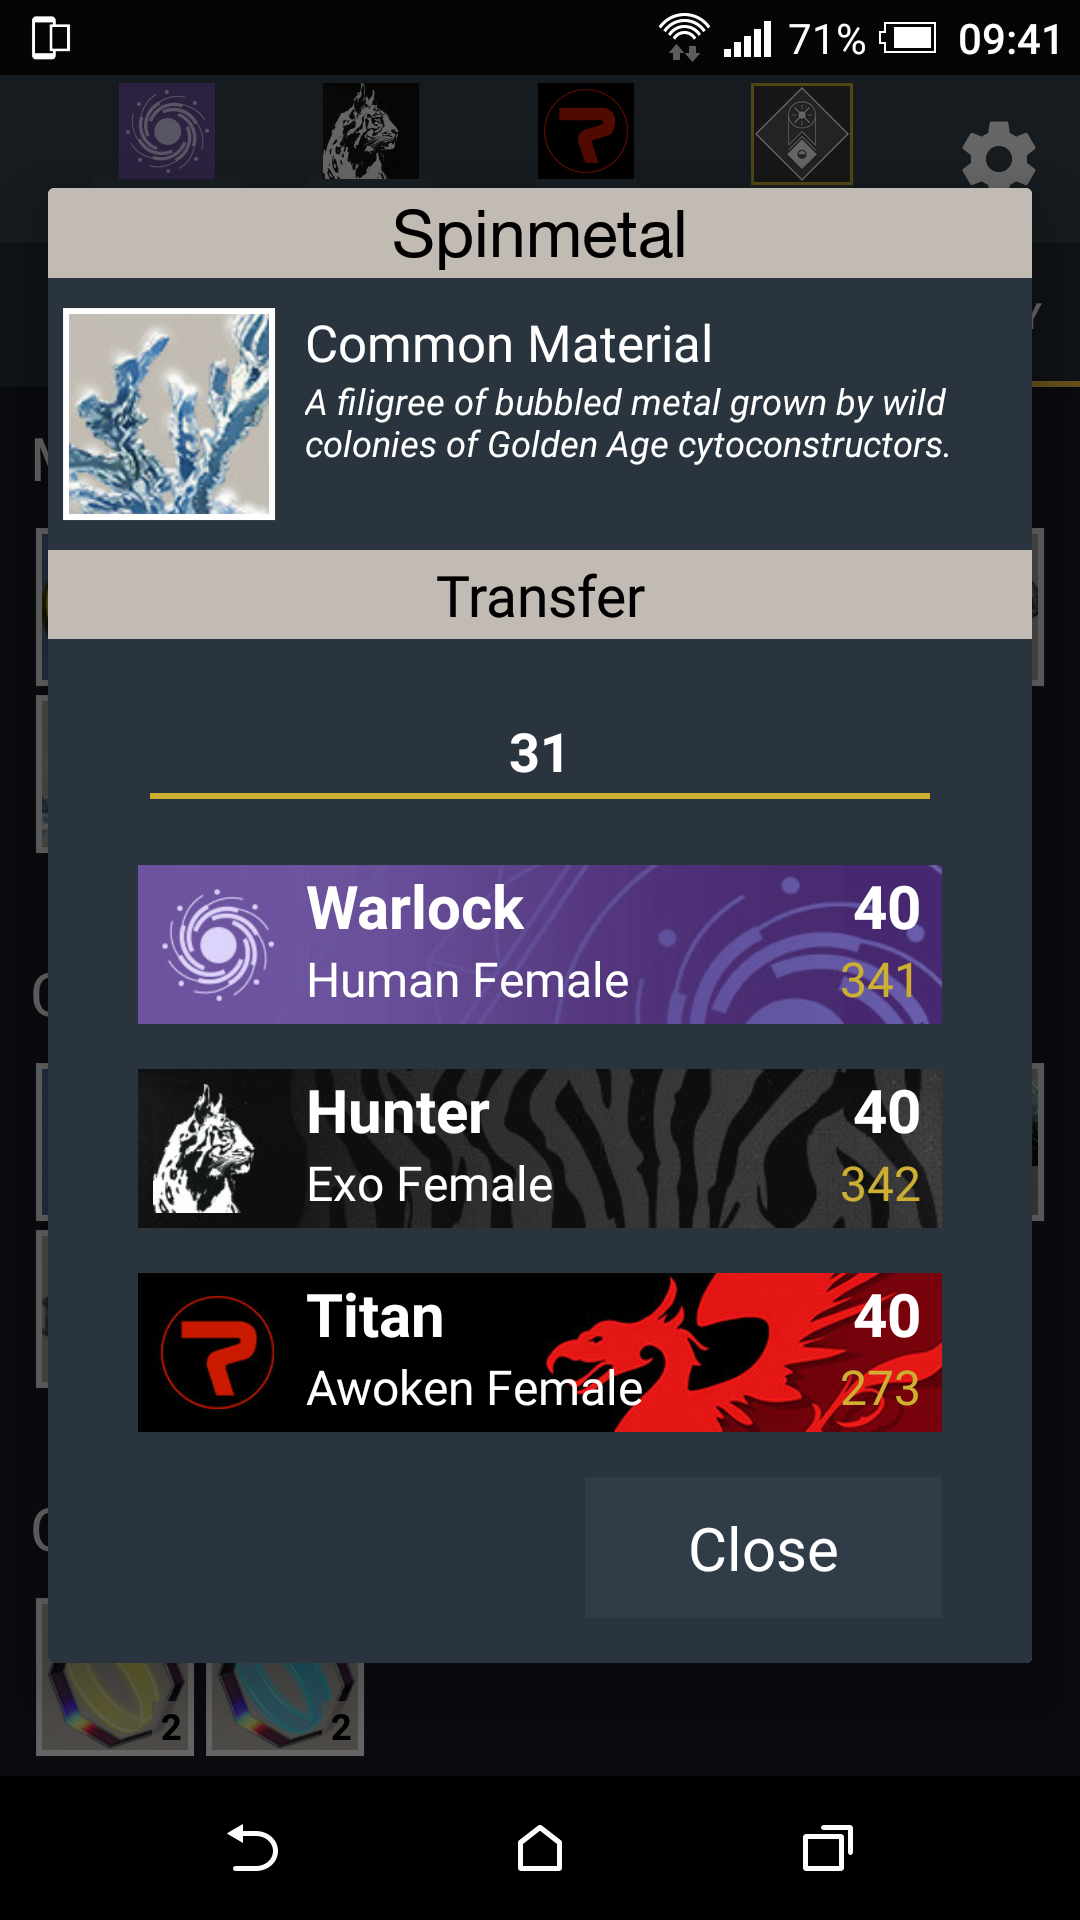 71% 09:41
Spinmetal
Common Material
A filigree of bubbled metal grown by wild
colonies of Golden Age cytoconstructors.
Transfer
31
Warlock 40
Human Female 341
Hunter 40
Exo Female 342
Titan 40
Awoken Female 273
Close
2 2